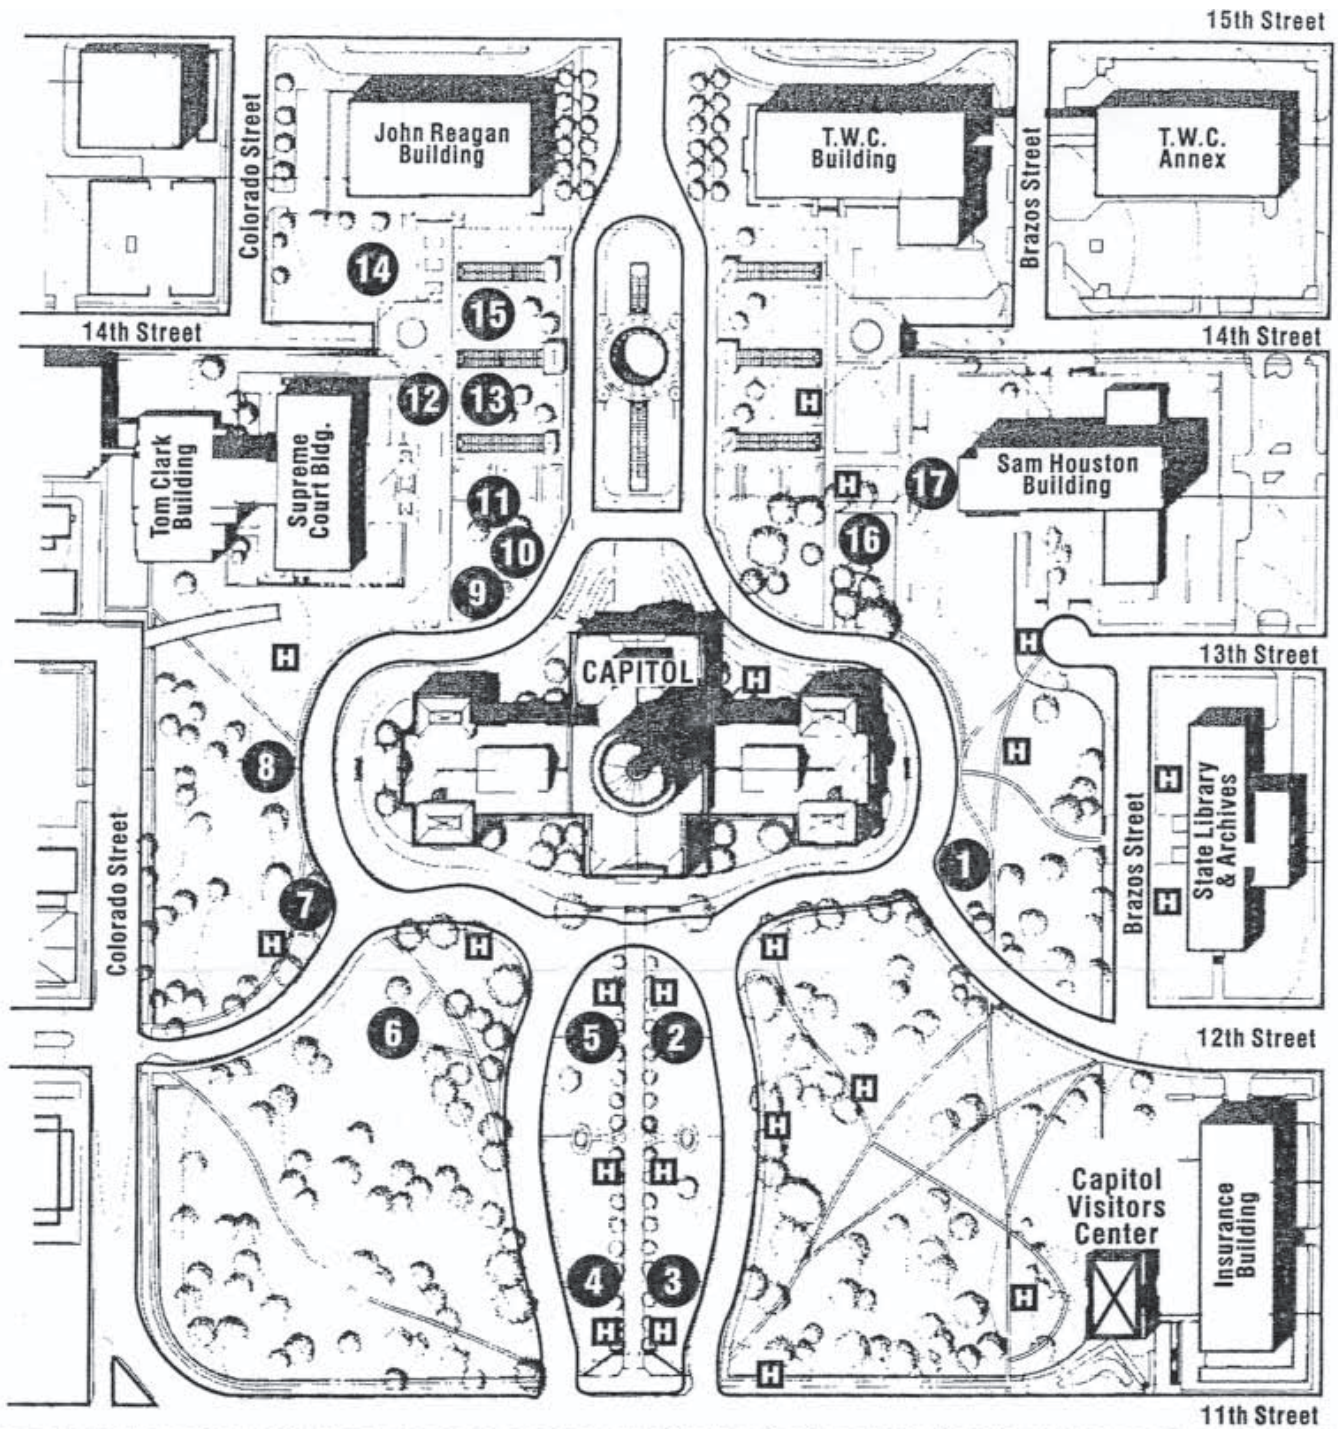 15th Street
Colorado Street
John Reagan
Building
T.W.C.
Building
Brazos Street
T.W.C.
Annex
14
15
14th Street
14th Street
12
13
H
Tom Clark
Building
Supreme
Court Bldg.
11
10
9
H
17
16
Sam Houston
Building
H
H
13th Street
CAPITOL
H
8
H
H
Colorado Street
7
H
1
Brazos Street
State Library
& Archives
H
H
H
H
6
5
2
H
H
12th Street
H
H
H
H
Capitol
Visitors
Center
Insurance
Building
4
3
H
H
H
H
11th Street